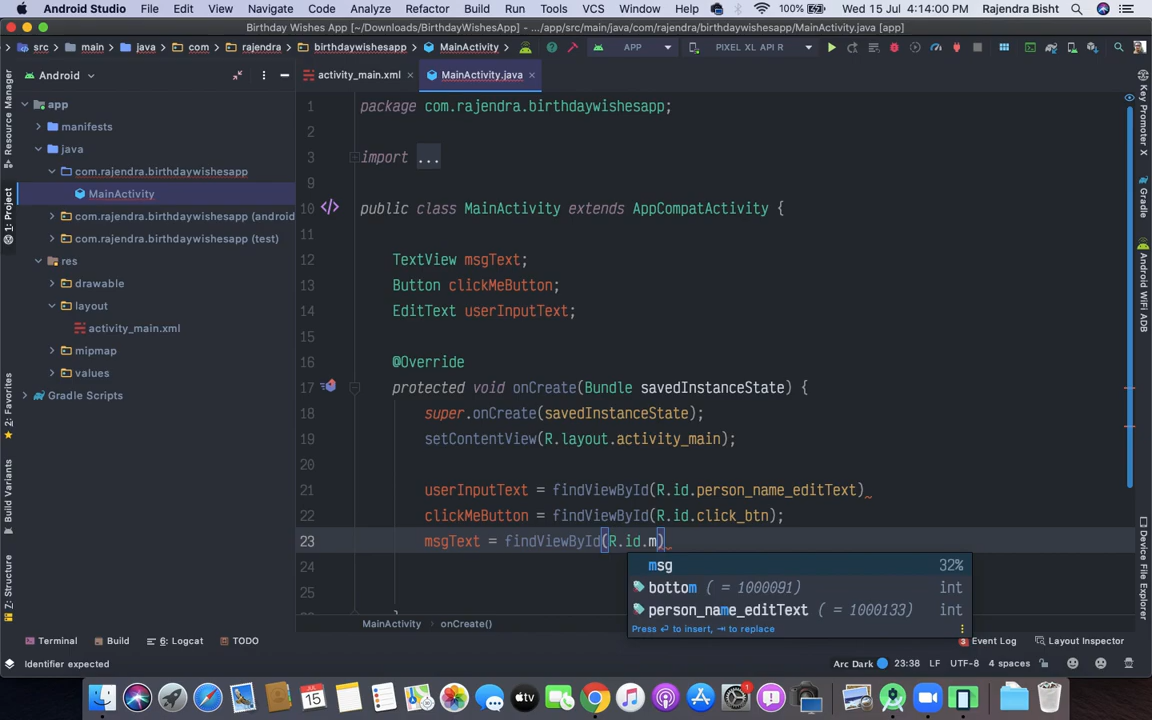 Android Studio File Edit View Navigate Code Analyze Refactor Build Run Tools VCS Window Help 100% Wed 15 Jul 4:14:00 PM Rajendra Bisht
Birthday Wishes App [~/Downloads/BirthdayWishesApp] - .../app/src/main/java/com/rajendra/birthdaywishesapp/MainActivity.java [app]
src main java com rajendra birthdaywishesapp MainActivity APP PIXEL XL API R
Android activity_main.xml MainActivity.java
app
manifests
java
com.rajendra.birthdaywishesapp
MainActivity
com.rajendra.birthdaywishesapp (android
com.rajendra.birthdaywishesapp (test)
res
drawable
layout
activity_main.xml
mipmap
values
Gradle Scripts
Resource Manager
1: Project
2: Favorites
Build Variants
7: Structure
1 package com.rajendra.birthdaywishesapp;
2
3 import ...
9
10 public class MainActivity extends AppCompatActivity {
11
12 TextView msgText;
13 Button clickMeButton;
14 EditText userInputText;
15
16 @Override
17 protected void onCreate(Bundle savedInstanceState) {
18 super.onCreate(savedInstanceState);
19 setContentView(R.layout.activity_main);
20
21 userInputText = findViewById(R.id.person_name_editText)
22 clickMeButton = findViewById(R.id.click_btn);
23 msgText = findViewById(R.id.m)
24
25
msg 32%
bottom ( = 1000091) int
person_name_editText ( = 1000133) int
Press ↩ to insert, ⇥ to replace
MainActivity onCreate()
Key Promoter X
Gradle
Android WiFi ADB
Device File Explorer
Terminal Build 6: Logcat TODO 3 Event Log Layout Inspector
Identifier expected Arc Dark 23:38 LF UTF-8 4 spaces
JUL
15
tv
1